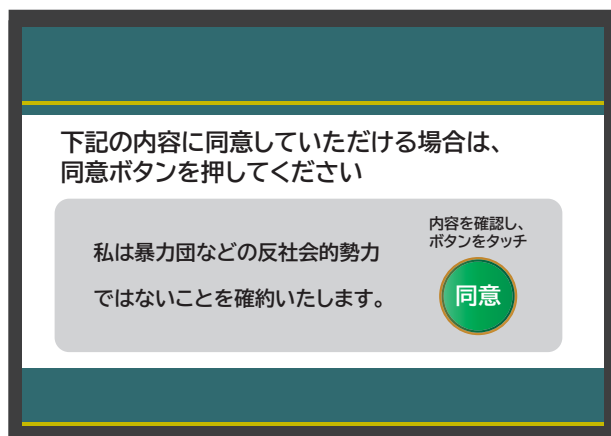 下記の内容に同意していただける場合は、
同意ボタンを押してください
私は暴力団などの反社会的勢力
ではないことを確約いたします。
内容を確認し、
ボタンをタッチ
同意